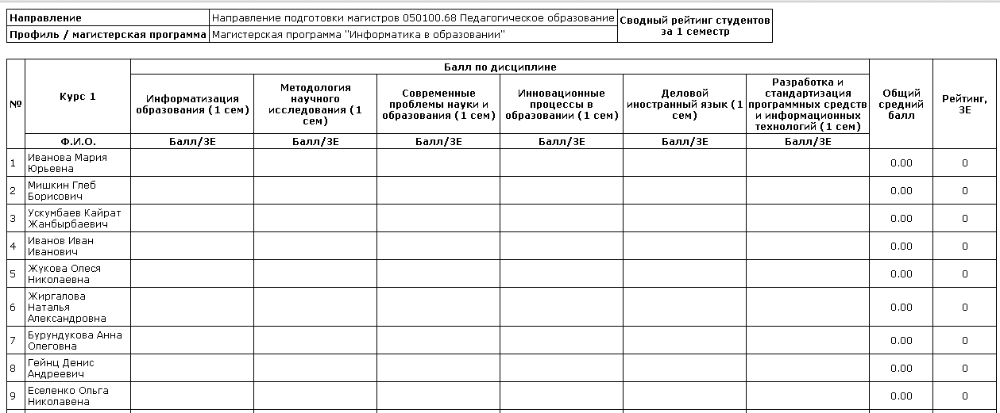 Направление Направление подготовки магистров 050100.68 Педагогическое образование Сводный рейтинг студентов
Профиль / магистерская программа Магистерская программа "Информатика в образовании" за 1 семестр
Балл по дисциплине
№
Курс 1
Информатизация
образования (1 сем)
Методология
научного
исследования (1
сем)
Современные
проблемы науки и
образования (1 сем)
Инновационные
процессы в
образовании (1 сем)
Деловой
иностранный язык (1
сем)
Разработка и
стандартизация
программных средств
и информационных
технологий (1 сем)
Общий
средний
балл
Рейтинг,
ЗЕ
Ф.И.О. Балл/ЗЕ Балл/ЗЕ Балл/ЗЕ Балл/ЗЕ Балл/ЗЕ Балл/ЗЕ
1 Иванова Мария
Юрьевна 0.00 0
2 Мишкин Глеб
Борисович 0.00 0
3 Ускумбаев Кайрат
Жанбырбаевич 0.00 0
4 Иванов Иван
Иванович 0.00 0
5 Жукова Олеся
Николаевна 0.00 0
6 Жиргалова
Наталья
Александровна 0.00 0
7 Бурундукова Анна
Олеговна 0.00 0
8 Гейнц Денис
Андреевич 0.00 0
9 Еселенко Ольга
Николавена 0.00 0